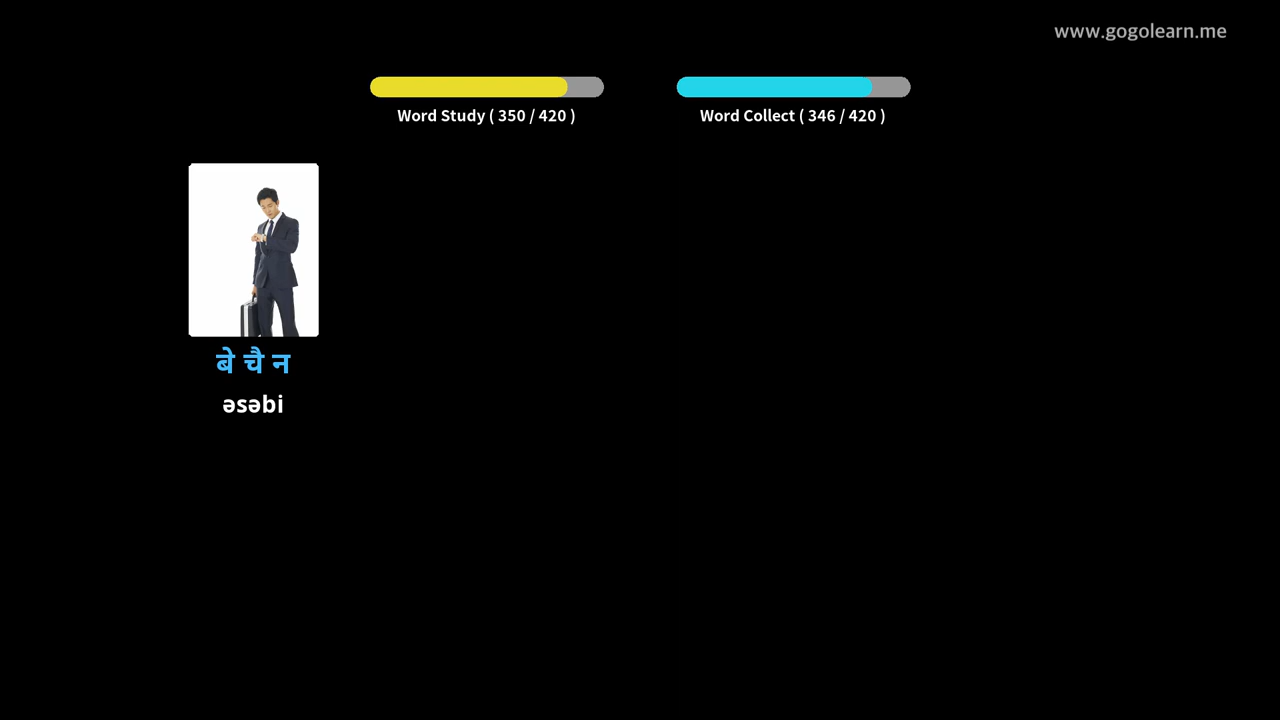 www.gogolearn.me
Word Study ( 350 / 420 )
Word Collect ( 346 / 420 )
बे चै न
əsəbi